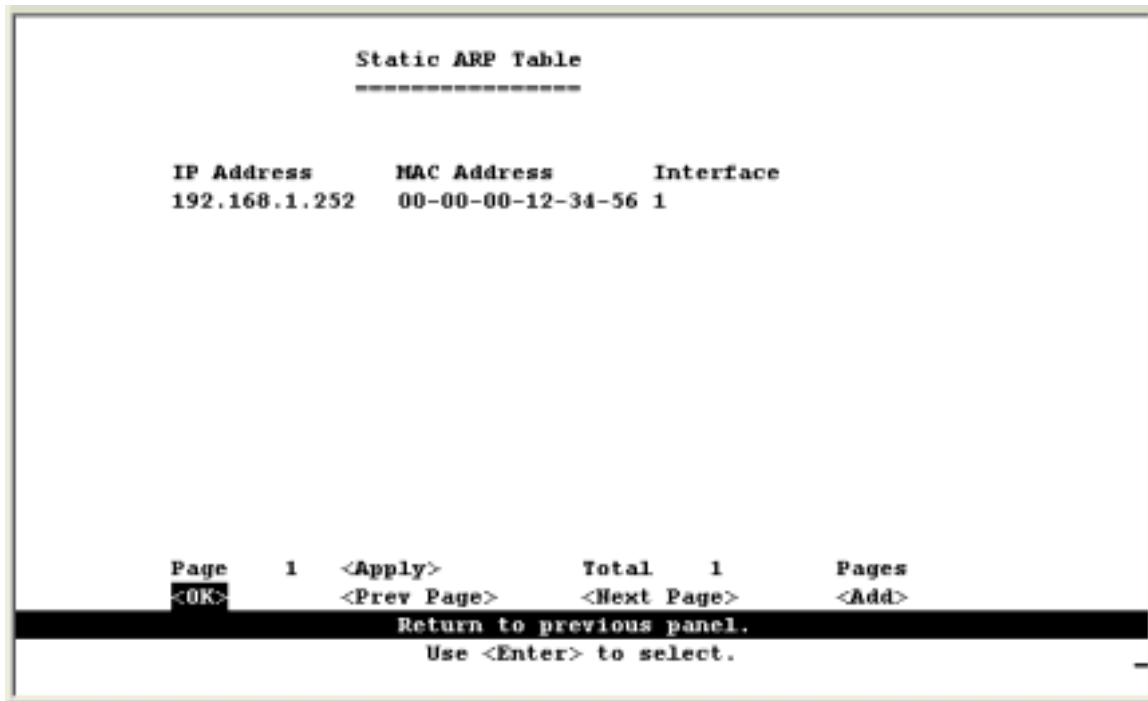 Static ARP Table
================
IP Address MAC Address Interface
192.168.1.252 00-00-00-12-34-56 1
Page 1 <Apply> Total 1 Pages
<OK> <Prev Page> <Next Page> <Add>
Return to previous panel.
Use <Enter> to select.